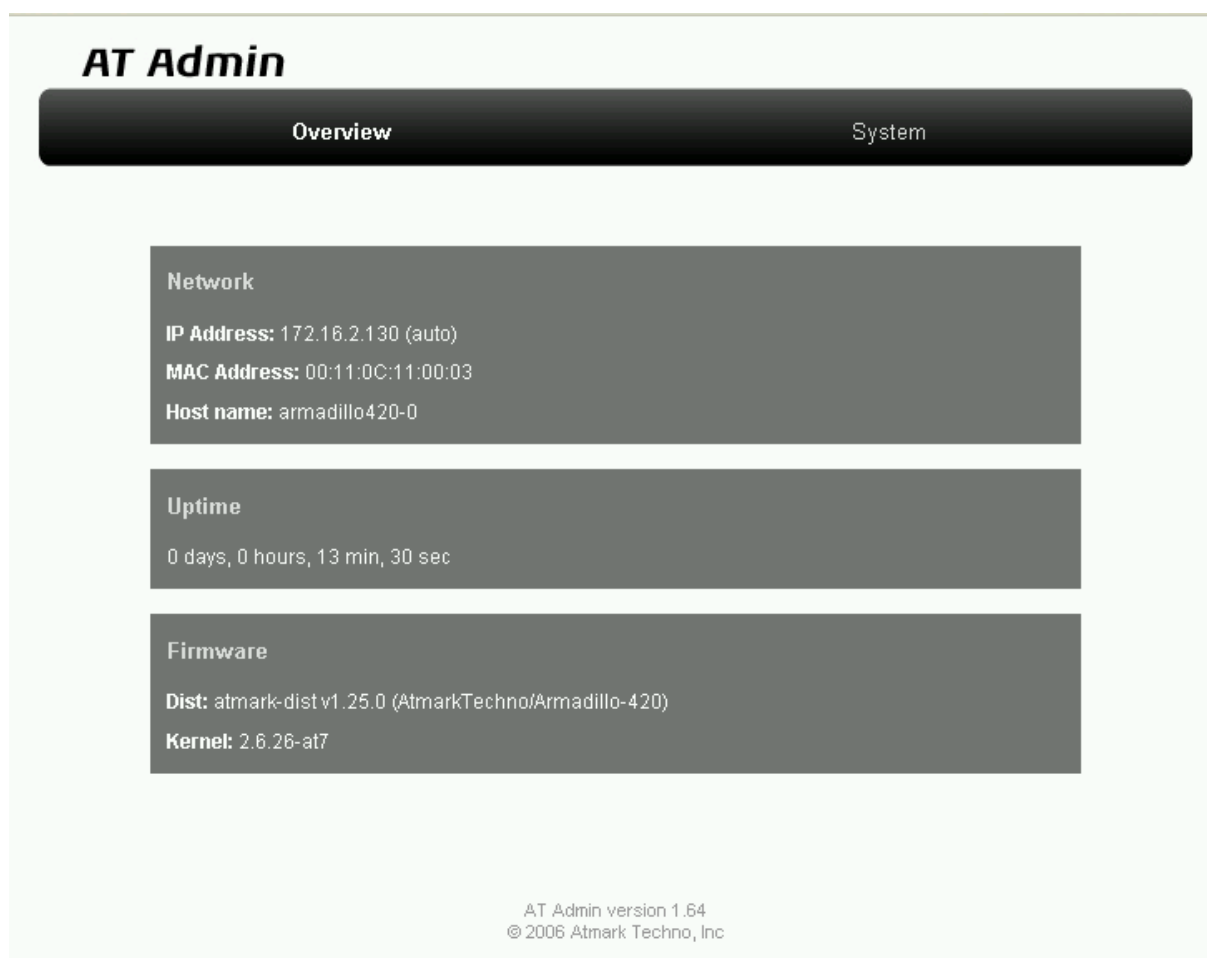 AT Admin
Overview
System
Network
IP Address: 172.16.2.130 (auto)
MAC Address: 00:11:0C:11:00:03
Host name: armadillo420-0
Uptime
0 days, 0 hours, 13 min, 30 sec
Firmware
Dist: atmark-dist v1.25.0 (AtmarkTechno/Armadillo-420)
Kernel: 2.6.26-at7
AT Admin version 1.64
© 2006 Atmark Techno, Inc